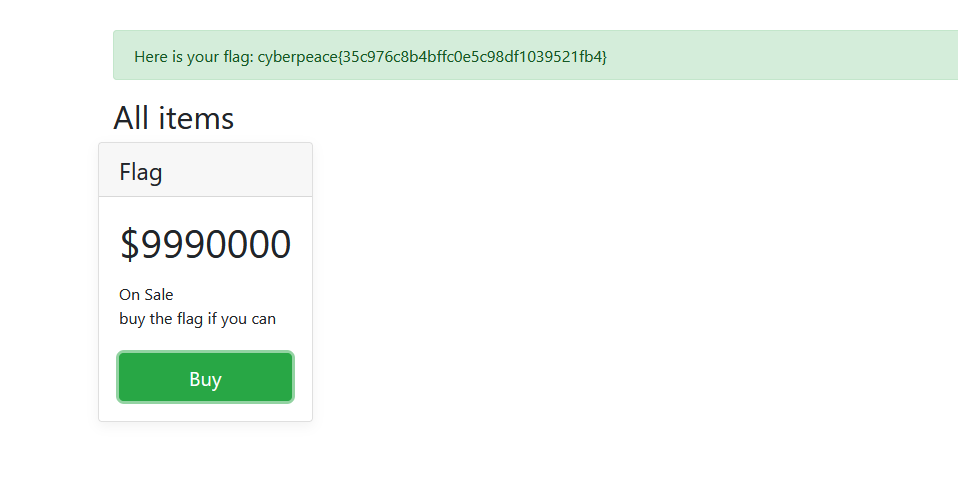 Here is your flag: cyberpeace{35c976c8b4bffc0e5c98df1039521fb4}
All items
Flag
$9990000
On Sale
buy the flag if you can
Buy